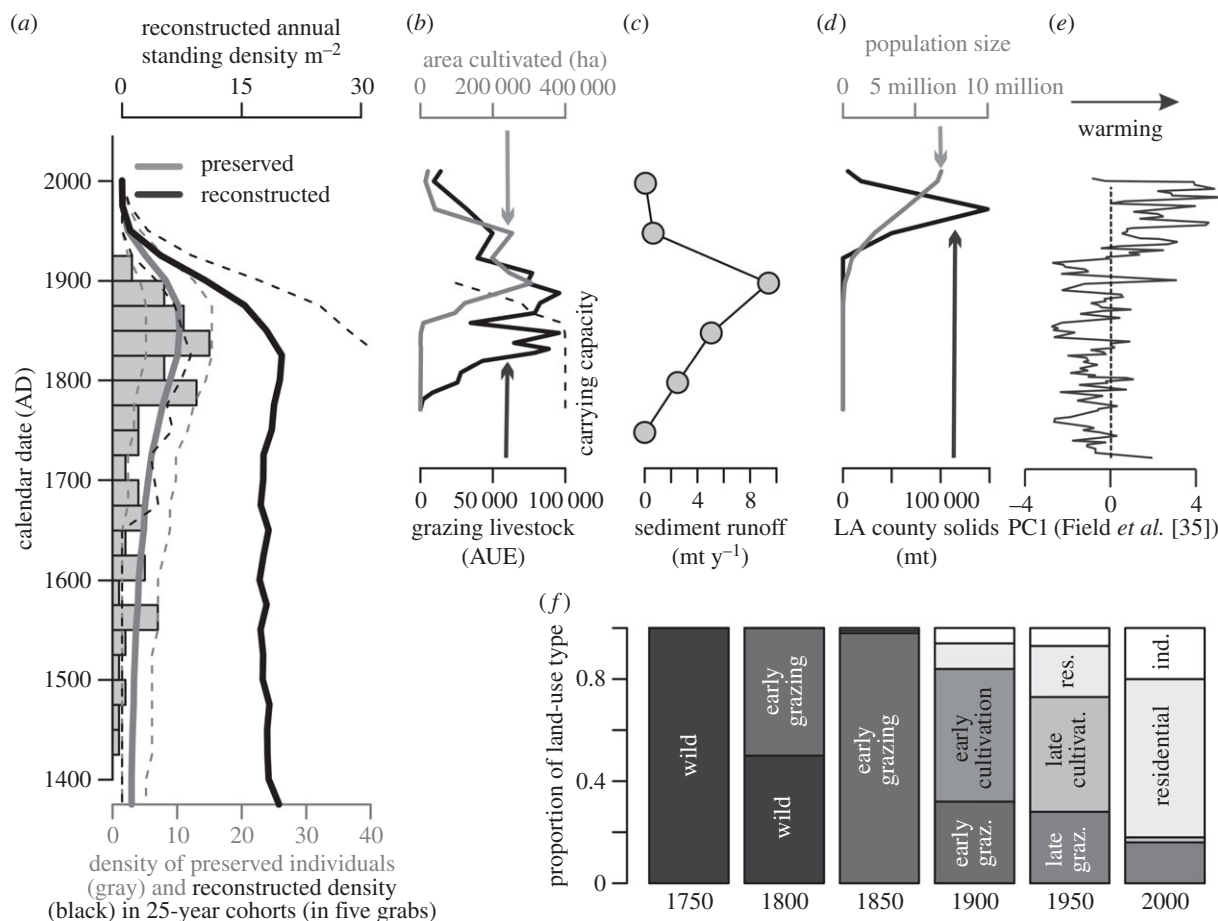 (a)
reconstructed annual
standing density m–2
0 15 30
preserved
reconstructed
calendar date (AD)
2000
1900
1800
1700
1600
1500
1400
0 10 20 30 40
density of preserved individuals
(gray) and reconstructed density
(black) in 25-year cohorts (in five grabs)
(b)
area cultivated (ha)
0 200 000 400 000
carrying capacity
0 50 000 100 000
grazing livestock
(AUE)
(c)
0 4 8
sediment runoff
(mt y–1)
(d)
population size
0 5 million 10 million
0 100 000
LA county solids
(mt)
(e)
warming
–4 0 4
PC1 (Field et al. [35])
(f)
proportion of land-use type
0.8
0.4
0
wild
early
grazing
wild
early
grazing
early
cultivation
early
graz.
res.
late
cultivat.
late
graz.
ind.
residential
1750 1800 1850 1900 1950 2000